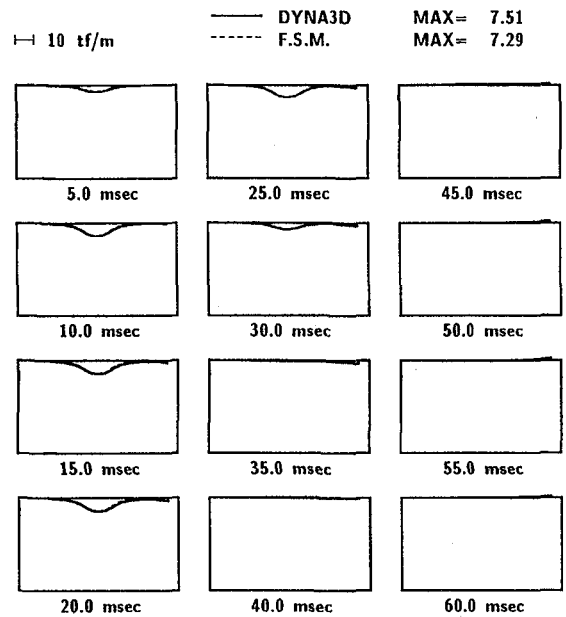 DYNA3D MAX= 7.51
10 tf/m F.S.M. MAX= 7.29
5.0 msec 25.0 msec 45.0 msec
10.0 msec 30.0 msec 50.0 msec
15.0 msec 35.0 msec 55.0 msec
20.0 msec 40.0 msec 60.0 msec